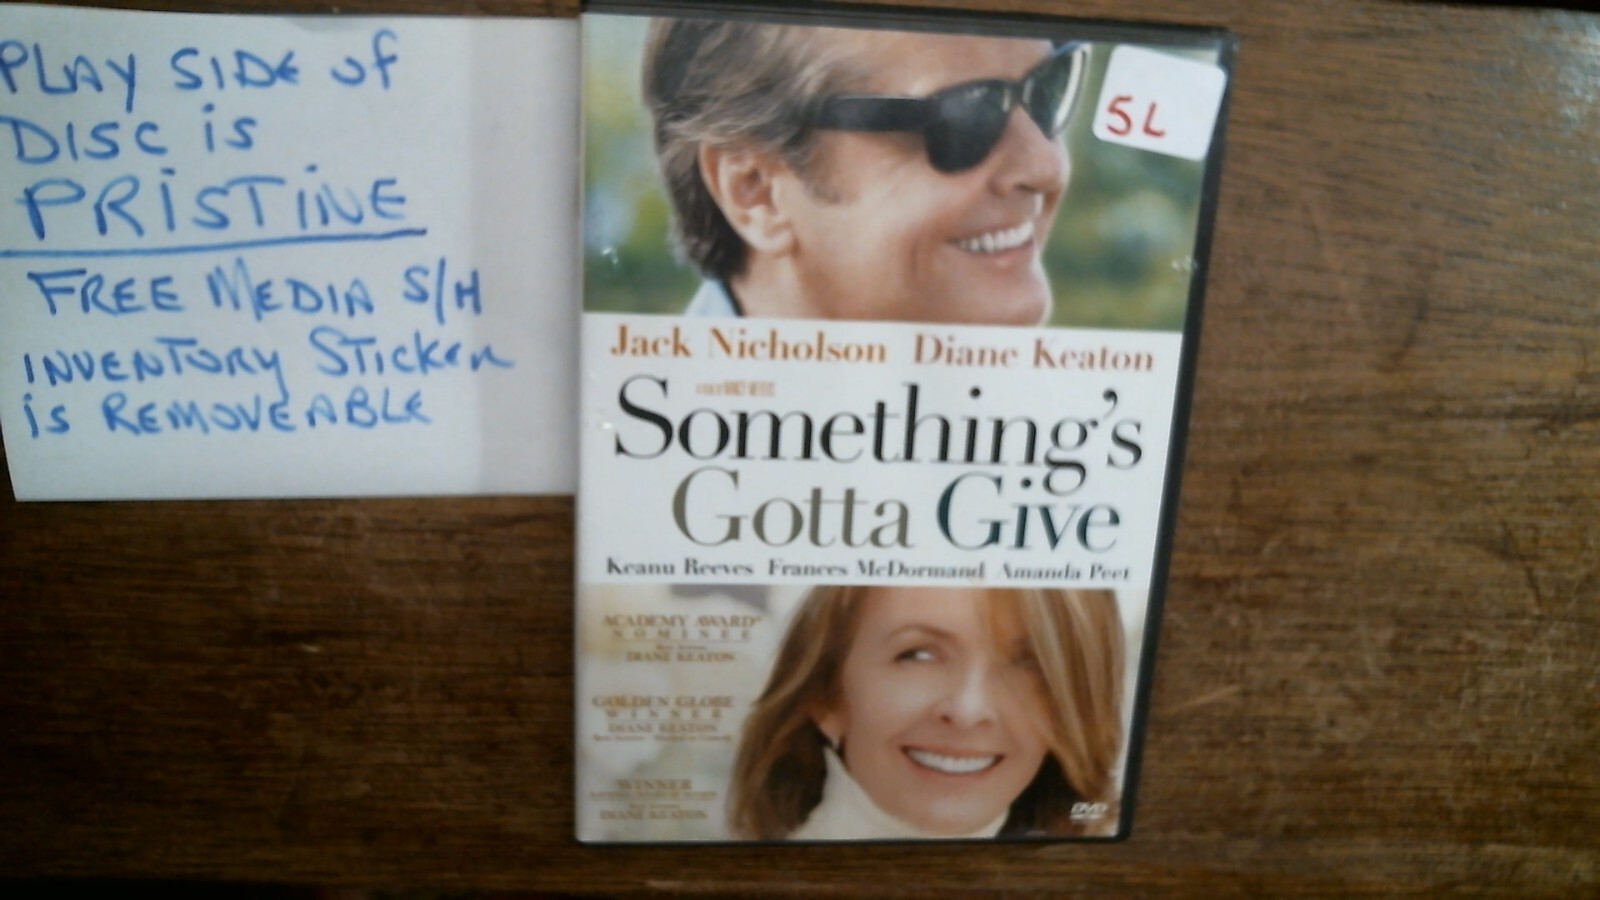 PLAY SIDE of
DISC is
PRISTINE
FREE MEDIA S/H
INVENTORY STICKER
is REMOVEABLE
5L
Jack Nicholson Diane Keaton
Something's
Gotta Give
Keanu Reeves Frances McDormand Amanda Peet
ACADEMY AWARD®
NOMINEE
DIANE KEATON
GOLDEN GLOBE
WINNER
DIANE KEATON
WINNER
DIANE KEATON
DVD